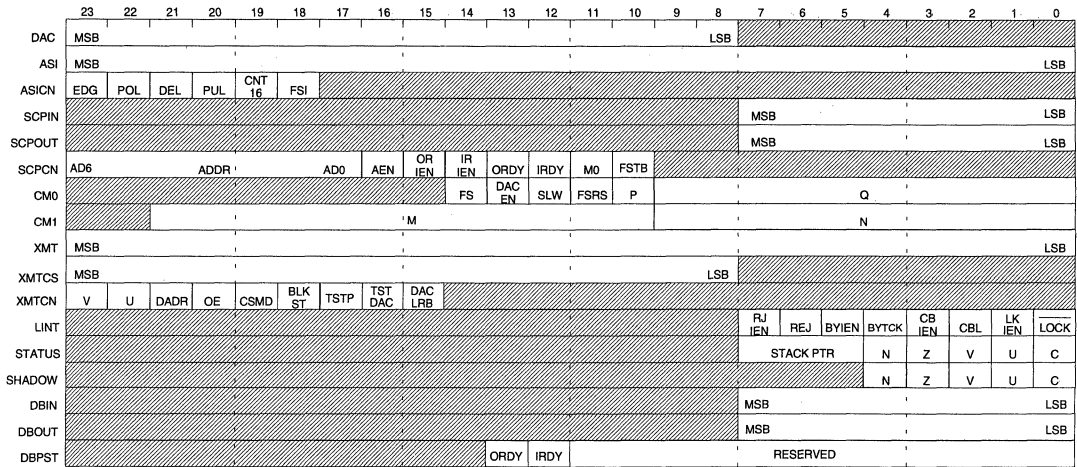 23 22 21 20 19 18 17 16 15 14 13 12 11 10 9 8 7 6 5 4 3 2 1 0
DAC MSB LSB
ASI MSB LSB
ASICN EDG POL DEL PUL CNT 16 FSI
SCPIN MSB LSB
SCPOUT MSB LSB
SCPCN AD6 ADDR AD0 AEN OR IEN IR IEN ORDY IRDY M0 FSTB
CM0 FS DAC EN SLW FSRS P Q
CM1 M N
XMT MSB LSB
XMTCS MSB LSB
XMTCN V U DADR OE CSMD BLK ST TSTP TST DAC DAC LRB
LINT RJ IEN REJ BYIEN BYTCK CB IEN CBL LK IEN LOCK
STATUS STACK PTR N Z V U C
SHADOW N Z V U C
DBIN MSB LSB
DBOUT MSB LSB
DBPST ORDY IRDY RESERVED